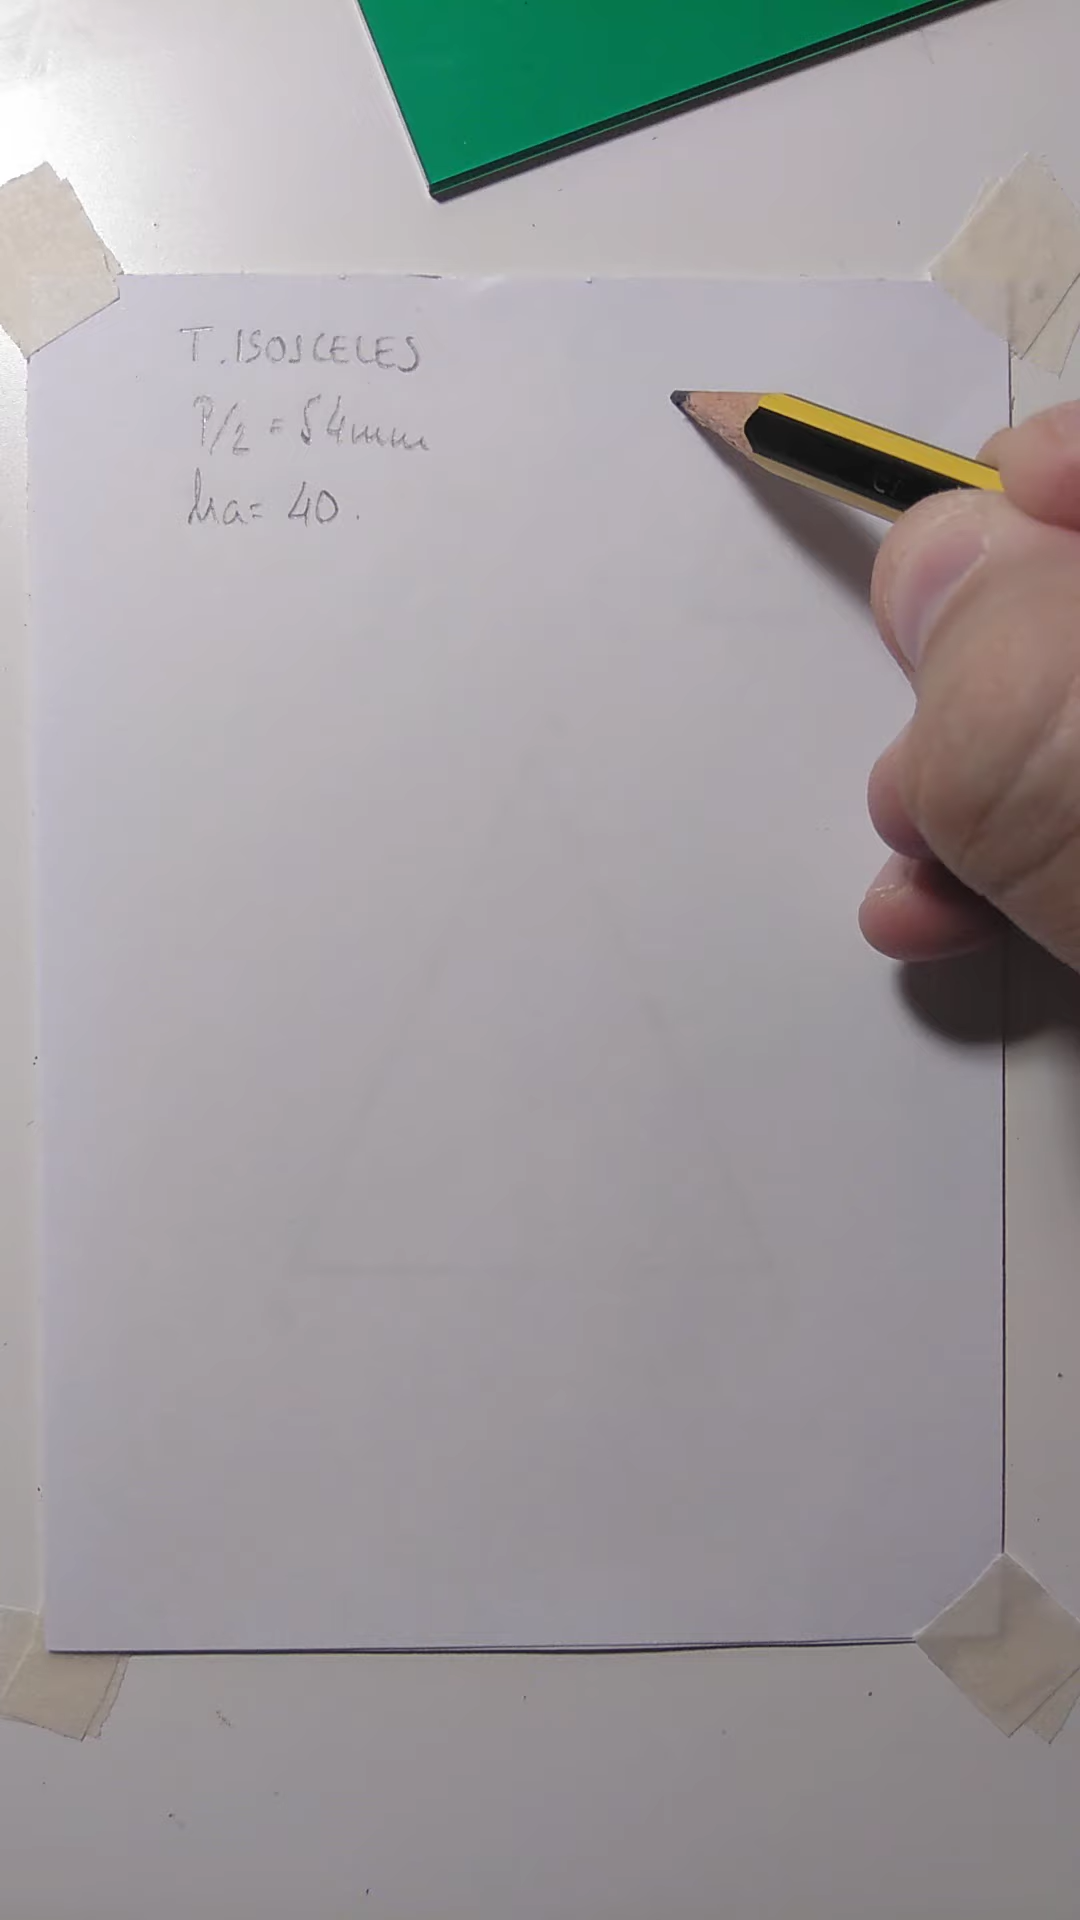 T. ISOSCELES
P/2 = 54mm
ha= 40.